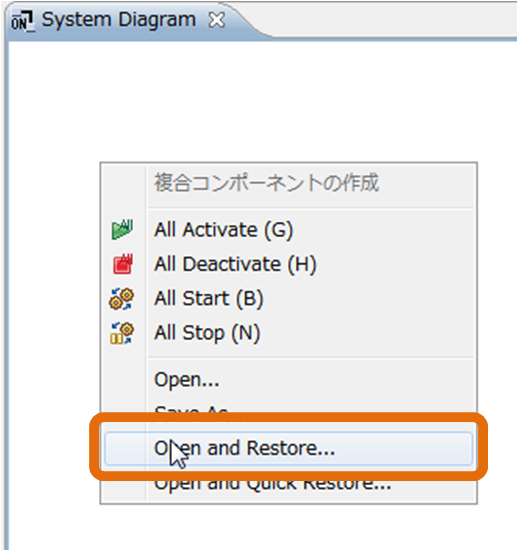 ON
System Diagram
複合コンポーネントの作成
All Activate (G)
All Deactivate (H)
All Start (B)
All Stop (N)
Open...
Save As...
Open and Restore...
Open and Quick Restore...